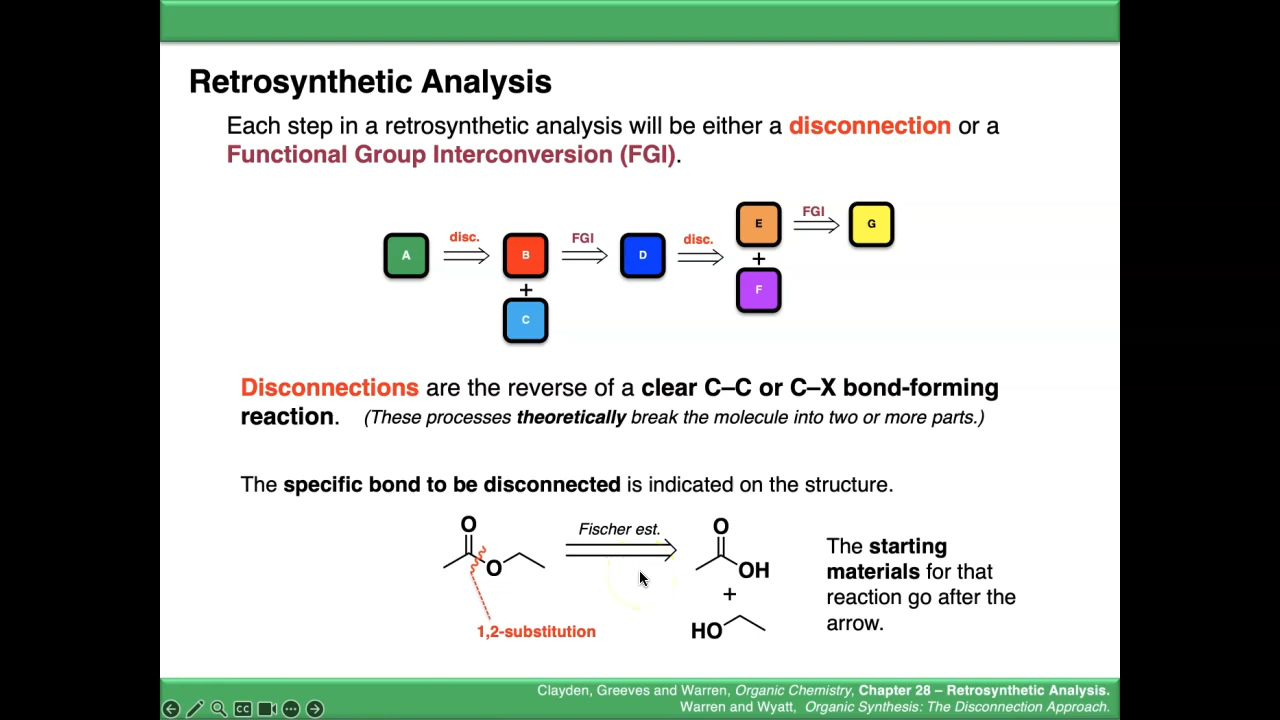 Retrosynthetic Analysis
Each step in a retrosynthetic analysis will be either a disconnection or a
Functional Group Interconversion (FGI).
A
disc.
B
+
C
FGI
D
disc.
E
+
F
FGI
G
Disconnections are the reverse of a clear C–C or C–X bond-forming
reaction. (These processes theoretically break the molecule into two or more parts.)
The specific bond to be disconnected is indicated on the structure.
O
O
1,2-substitution
Fischer est.
O
OH
+
HO
The starting
materials for that
reaction go after the
arrow.
Clayden, Greeves and Warren, Organic Chemistry, Chapter 28 – Retrosynthetic Analysis.
Warren and Wyatt, Organic Synthesis: The Disconnection Approach.
CC